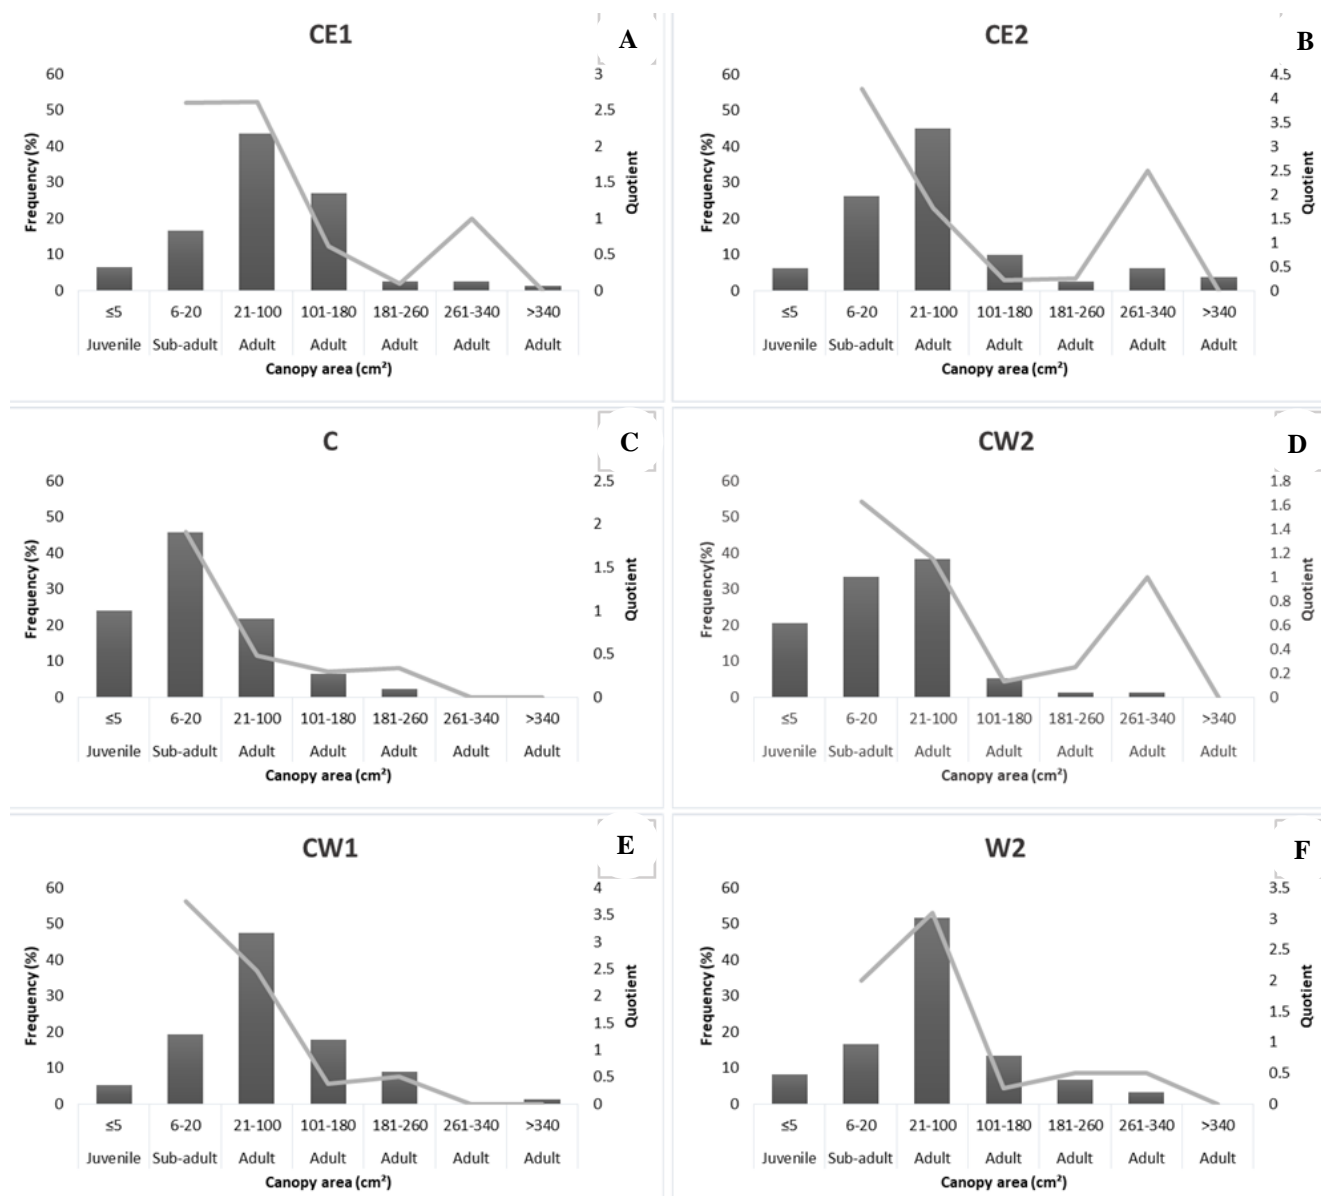 CE1
A
60
50
40
30
20
10
0
Frequency (%)
3
2.5
2
1.5
1
0.5
0
Quotient
≤5 6-20 21-100 101-180 181-260 261-340 >340
Juvenile Sub-adult Adult Adult Adult Adult Adult
Canopy area (cm²)
CE2
B
60
50
40
30
20
10
0
Frequency (%)
4.5
4
3.5
3
2.5
2
1.5
1
0.5
0
Quotient
≤5 6-20 21-100 101-180 181-260 261-340 >340
Juvenile Sub-adult Adult Adult Adult Adult Adult
Canopy area (cm²)
C
C
60
50
40
30
20
10
0
Frequency (%)
2.5
2
1.5
1
0.5
0
Quotient
≤5 6-20 21-100 101-180 181-260 261-340 >340
Juvenile Sub-adult Adult Adult Adult Adult Adult
Canopy area (cm²)
CW2
D
60
50
40
30
20
10
0
Frequency(%)
1.8
1.6
1.4
1.2
1
0.8
0.6
0.4
0.2
0
Quotient
≤5 6-20 21-100 101-180 181-260 261-340 >340
Juvenile Sub-adult Adult Adult Adult Adult Adult
Canopy area (cm²)
CW1
E
60
50
40
30
20
10
0
Frequency (%)
4
3.5
3
2.5
2
1.5
1
0.5
0
Quotient
≤5 6-20 21-100 101-180 181-260 261-340 >340
Juvenile Sub-adult Adult Adult Adult Adult Adult
Canopy area (cm²)
W2
F
60
50
40
30
20
10
0
Frequency (%)
3.5
3
2.5
2
1.5
1
0.5
0
Quotient
≤5 6-20 21-100 101-180 181-260 261-340 >340
Juvenile Sub-adult Adult Adult Adult Adult Adult
Canopy area (cm²)